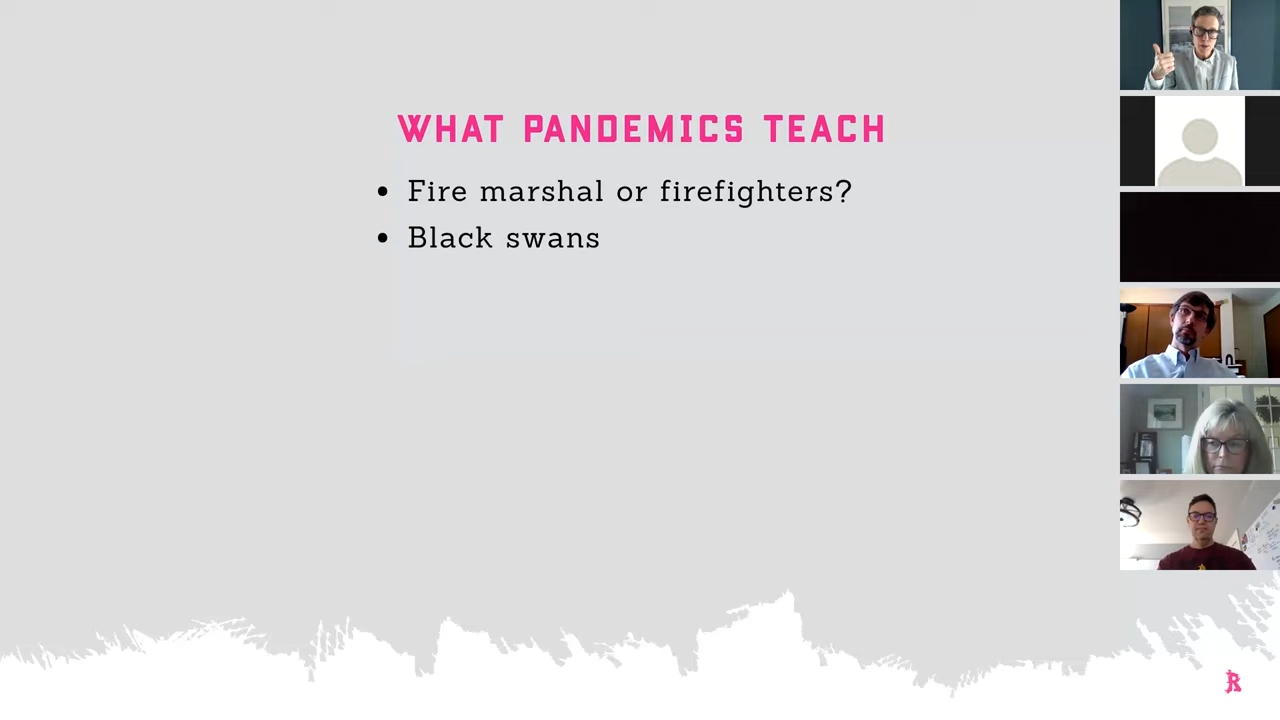 WHAT PANDEMICS TEACH
• Fire marshal or firefighters?
• Black swans
R